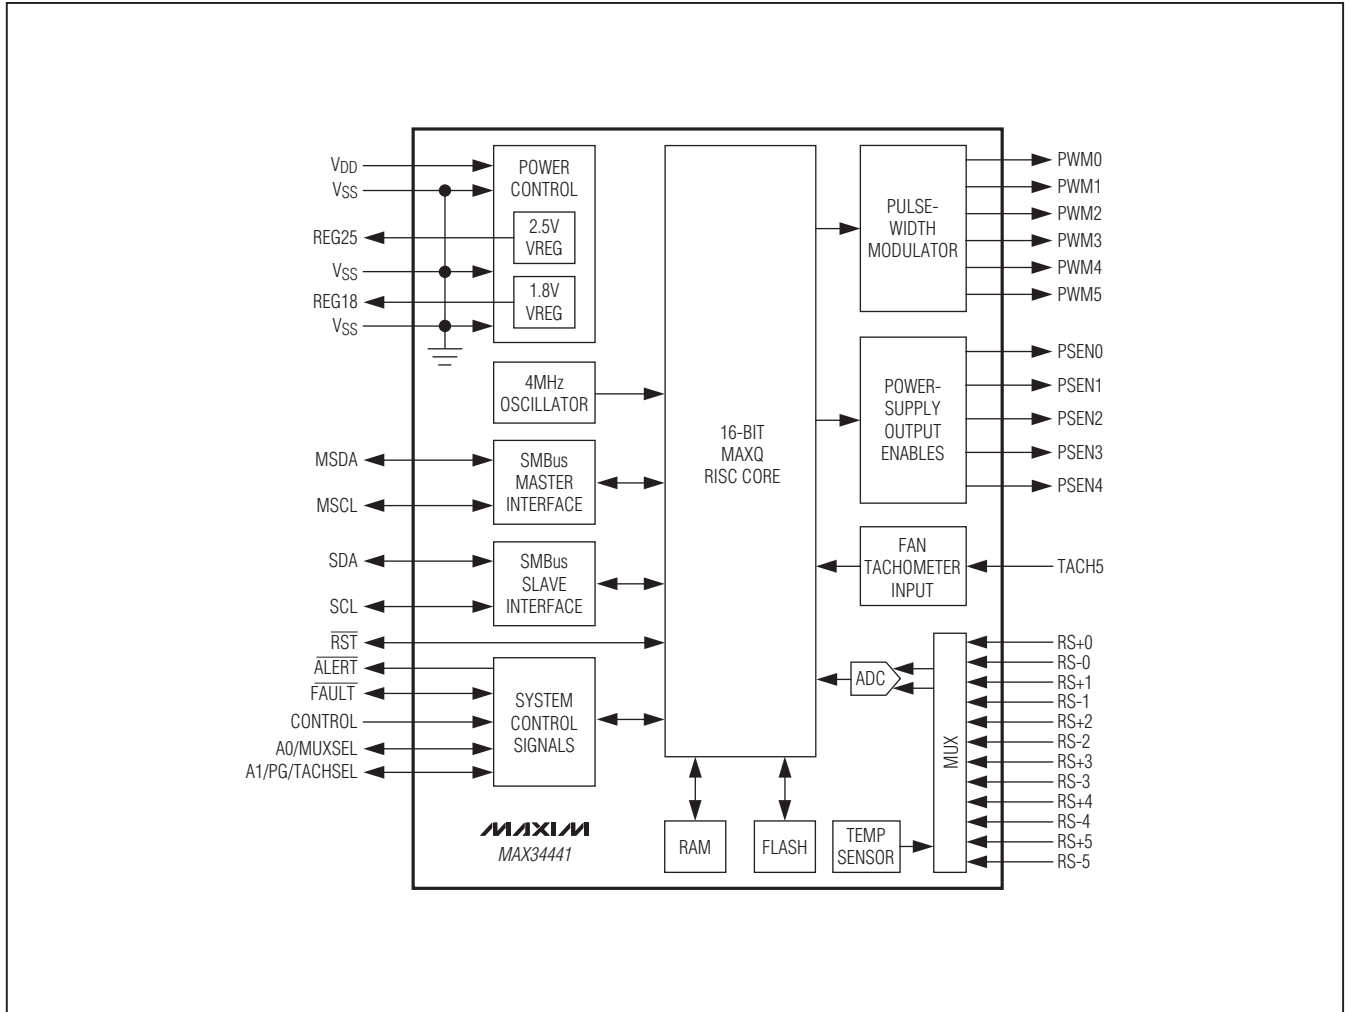 VDD
VSS
REG25
VSS
REG18
VSS
POWER
CONTROL
2.5V
VREG
1.8V
VREG
4MHz
OSCILLATOR
MSDA
MSCL
SMBus
MASTER
INTERFACE
SDA
SCL
SMBus
SLAVE
INTERFACE
RST
ALERT
FAULT
CONTROL
A0/MUXSEL
A1/PG/TACHSEL
SYSTEM
CONTROL
SIGNALS
16-BIT
MAXQ
RISC CORE
PULSE-
WIDTH
MODULATOR
PWM0
PWM1
PWM2
PWM3
PWM4
PWM5
POWER-
SUPPLY
OUTPUT
ENABLES
PSEN0
PSEN1
PSEN2
PSEN3
PSEN4
FAN
TACHOMETER
INPUT
TACH5
ADC
MUX
RS+0
RS-0
RS+1
RS-1
RS+2
RS-2
RS+3
RS-3
RS+4
RS-4
RS+5
RS-5
MAXIM
MAX34441
RAM
FLASH
TEMP
SENSOR